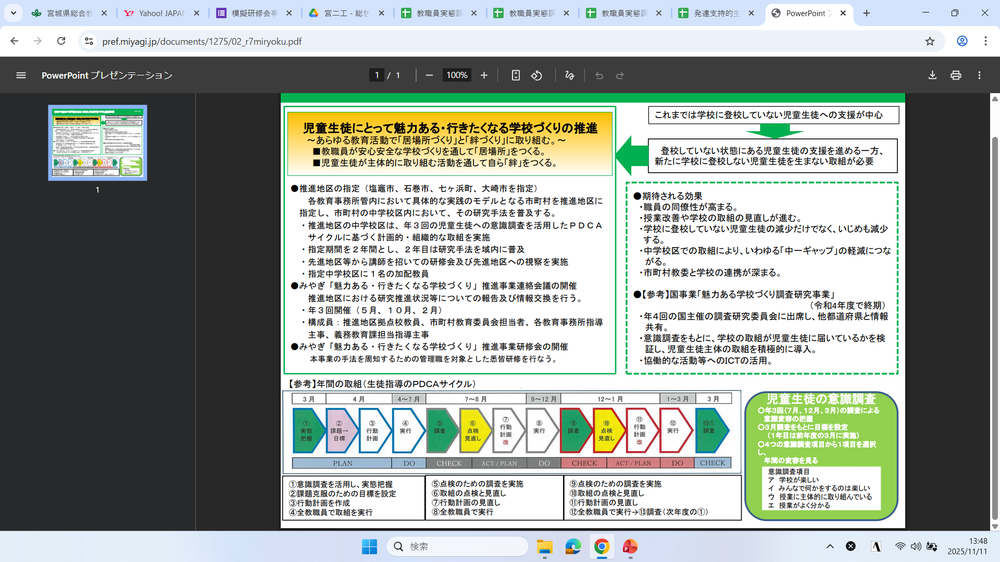 宮城県総合教
Yahoo! JAPAN
模擬研修会事
宮二工 - 総セ
教職員実態調
教職員実態調
教職員実態調
発達支持的生
PowerPoint プ
pref.miyagi.jp/documents/1275/02_r7miryoku.pdf
PowerPoint プレゼンテーション
1 / 1
100%
1
児童生徒にとって魅力ある・行きたくなる学校づくりの推進
～あらゆる教育活動で「居場所づくり」と「絆づくり」に取り組む。～
■教職員が安心安全な学校づくりを通して「居場所」をつくる。
■児童生徒が主体的に取り組む活動を通して自ら「絆」をつくる。
これまでは学校に登校していない児童生徒への支援が中心
登校していない状態にある児童生徒の支援を進める一方、
新たに学校に登校しない児童生徒を生まない取組が必要
●推進地区の指定（塩竈市、石巻市、七ヶ浜町、大崎市を指定）
各教育事務所管内において具体的な実践のモデルとなる市町村を推進地区に
指定し、市町村の中学校区内において、その研究手法を普及する。
・推進地区の中学校区は、年３回の児童生徒への意識調査を活用したＰＤＣＡ
サイクルに基づく計画的・組織的な取組を実施
・指定期間を２年間とし、２年目は研究手法を域内に普及
・先進地区等から講師を招いての研修会及び先進地区への視察を実施
・指定中学校区に１名の加配教員
●みやぎ「魅力ある・行きたくなる学校づくり」推進事業連絡会議の開催
推進地区における研究推進状況等についての報告及び情報交換を行う。
・年３回開催（５月、１０月、２月）
・構成員：推進地区拠点校教員、市町村教育委員会担当者、各教育事務所指導
主事、義務教育課担当指導主事
●みやぎ「魅力ある・行きたくなる学校づくり」推進事業研修会の開催
本事業の手法を周知するための管理職を対象とした悉皆研修を行なう。
●期待される効果
・職員の同僚性が高まる。
・授業改善や学校の取組の見直しが進む。
・学校に登校していない児童生徒の減少だけでなく、いじめも減少
する。
・中学校区での取組により、いわゆる「中一ギャップ」の軽減につな
がる。
・市町村教委と学校の連携が深まる。
●【参考】国事業「魅力ある学校づくり調査研究事業」
（令和4年度で終期）
・年４回の国主催の調査研究委員会に出席し、他都道府県と情報
共有。
・意識調査をもとに、学校の取組が児童生徒に届いているかを検
証し、児童生徒主体の取組を積極的に導入。
・協働的な活動等へのICTの活用。
【参考】年間の取組（生徒指導のPDCAサイクル）
3 月 4 月 4～7 月 7～8 月 9～12 月 12～1 月 1～3 月 3 月
① 実態 把握
② 課題→ 目標
③ 行動 計画
④ 実行
⑤ 調査
⑥ 点検 見直し
⑦ 行動 計画 改
⑧ 実行
⑨ 調査
⑩ 点検 見直し
⑪ 行動 計画 改
⑫ 実行
⑬① 調査
PLAN DO CHECK ACT / PLAN DO CHECK ACT / PLAN DO CHECK
①意識調査を活用し、実態把握
②課題克服のための目標を設定
③行動計画を作成
④全教職員で取組を実行
⑤点検のための調査を実施
⑥取組の点検と見直し
⑦行動計画の見直し
⑧全教職員で実行
⑨点検のための調査を実施
⑩取組の点検と見直し
⑪行動計画の見直し
⑫全教職員で実行→⑬調査（次年度の①）
児童生徒の意識調査
○年３回（７月、１２月、３月）の調査による
意識変容の把握
○３月調査をもとに目標を設定
（１年目は前年度の３月に実施）
○４つの意識調査項目から１項目を選択
し、
年間の変容を見る
意識調査項目
ア 学校が楽しい
イ みんなで何かをするのは楽しい
ウ 授業に主体的に取り組んでいる
エ 授業がよく分かる
検索
13:48
2025/11/11